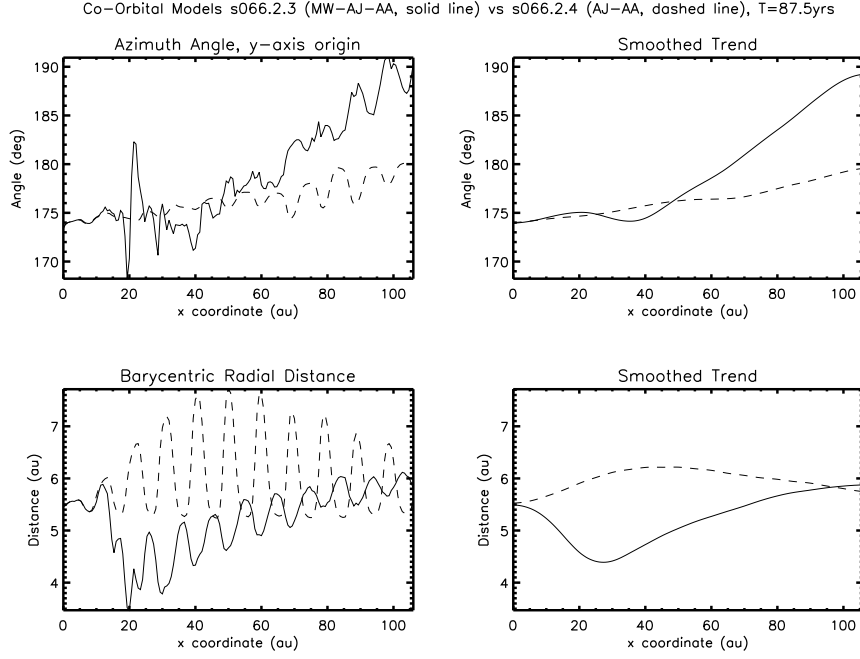 Co-Orbital Models s066.2.3 (MW-AJ-AA, solid line) vs s066.2.4 (AJ-AA, dashed line), T=87.5yrs
Azimuth Angle, y-axis origin
Angle (deg)
190
185
180
175
170
0 20 40 60 80 100
x coordinate (au)
Smoothed Trend
Angle (deg)
190
185
180
175
170
0 20 40 60 80 100
x coordinate (au)
Barycentric Radial Distance
Distance (au)
7
6
5
4
0 20 40 60 80 100
x coordinate (au)
Smoothed Trend
Distance (au)
7
6
5
4
0 20 40 60 80 100
x coordinate (au)